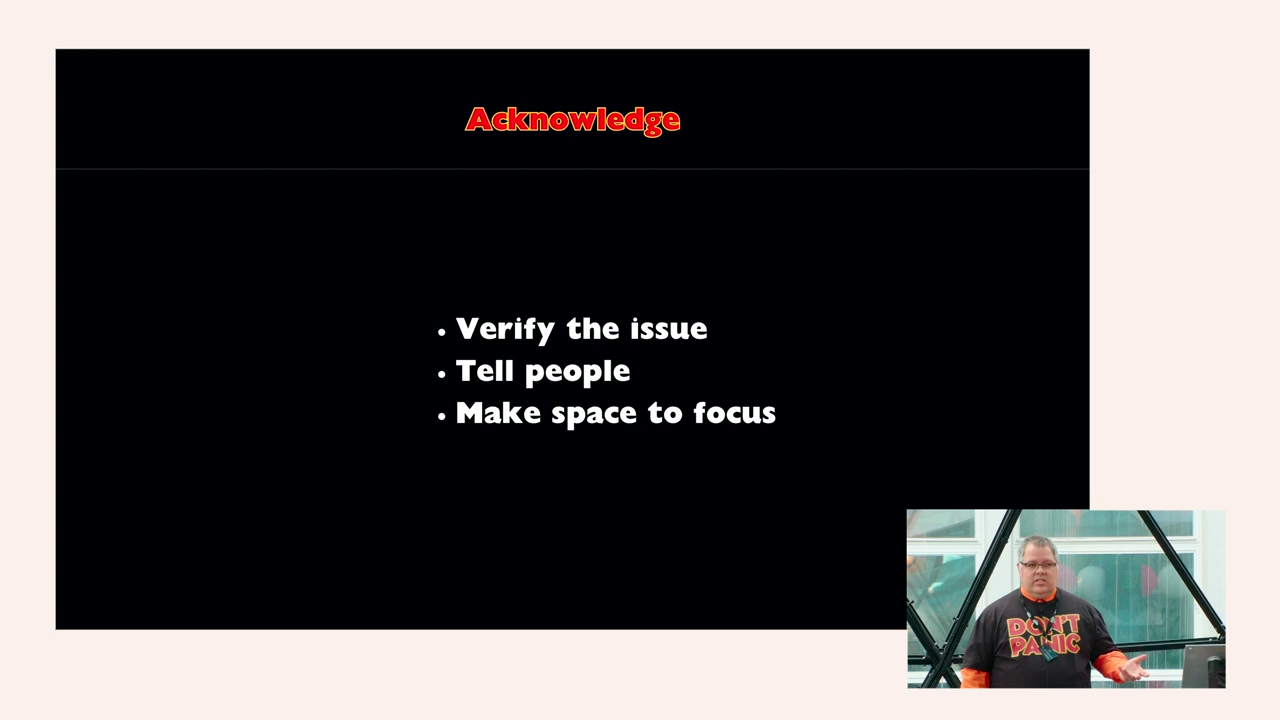 Acknowledge
• Verify the issue
• Tell people
• Make space to focus
DON'T
PANIC